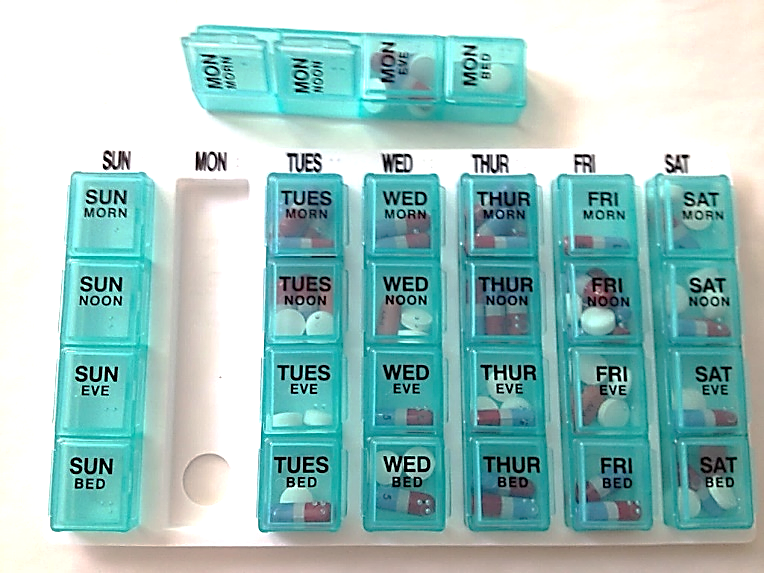 MON
MORN
MON
NOON
MON
EVE
MON
BED
SUN MON TUES WED THUR FRI SAT
SUN
MORN
TUES
MORN
WED
MORN
THUR
MORN
FRI
MORN
SAT
MORN
SUN
NOON
TUES
NOON
WED
NOON
THUR
NOON
FRI
NOON
SAT
NOON
SUN
EVE
TUES
EVE
WED
EVE
THUR
EVE
FRI
EVE
SAT
EVE
SUN
BED
TUES
BED
WED
BED
THUR
BED
FRI
BED
SAT
BED